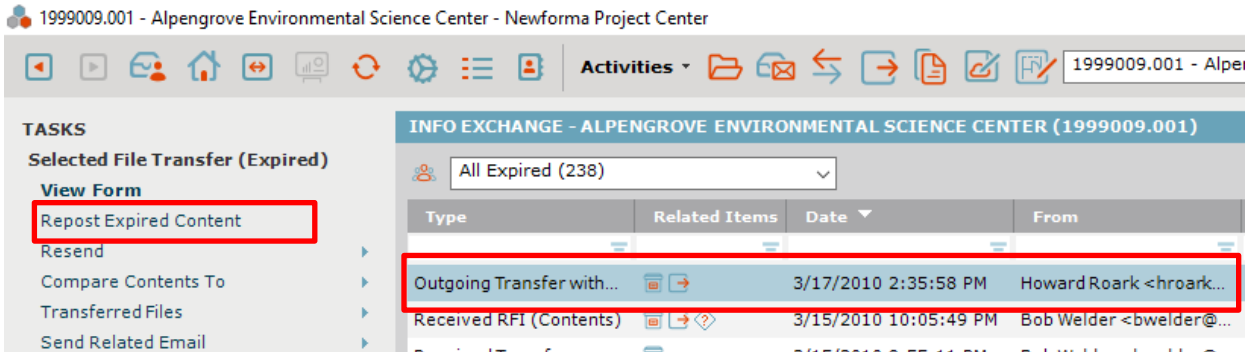 1999009.001 - Alpengrove Environmental Science Center - Newforma Project Center
Activities
1999009.001 - Alpe
TASKS
Selected File Transfer (Expired)
View Form
Repost Expired Content
Resend
Compare Contents To
Transferred Files
Send Related Email
INFO EXCHANGE - ALPENGROVE ENVIRONMENTAL SCIENCE CENTER (1999009.001)
All Expired (238)
Type Related Items Date From
Outgoing Transfer with... 3/17/2010 2:35:58 PM Howard Roark <hroark...
Received RFI (Contents) 3/15/2010 10:05:49 PM Bob Welder <bwelder@...